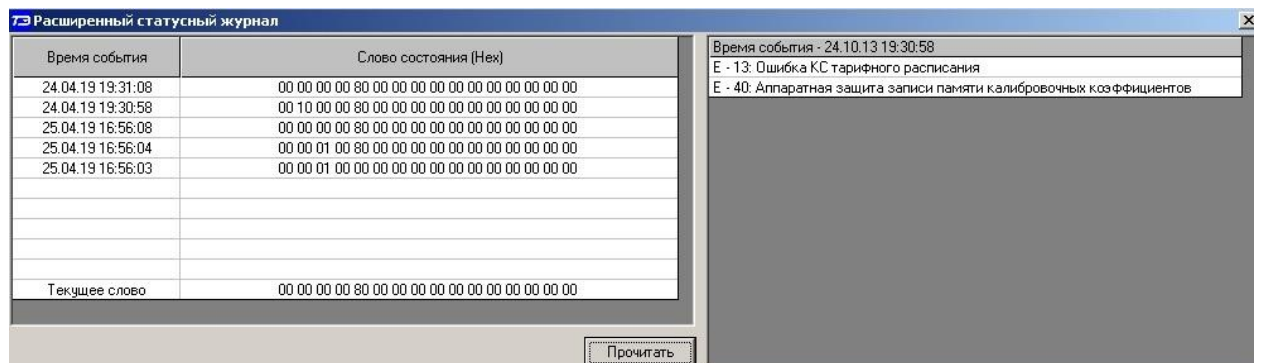 ТЭ Расширенный статусный журнал
Время события Слово состояния (Hex)
24.04.19 19:31:08 00 00 00 00 80 00 00 00 00 00 00 00 00 00 00 00
24.04.19 19:30:58 00 10 00 00 80 00 00 00 00 00 00 00 00 00 00 00
25.04.19 16:56:08 00 00 00 00 80 00 00 00 00 00 00 00 00 00 00 00
25.04.19 16:56:04 00 00 01 00 80 00 00 00 00 00 00 00 00 00 00 00
25.04.19 16:56:03 00 00 01 00 00 00 00 00 00 00 00 00 00 00 00 00
Текущее слово 00 00 00 00 80 00 00 00 00 00 00 00 00 00 00 00
Прочитать
Время события - 24.10.13 19:30:58
E - 13: Ошибка КС тарифного расписания
E - 40: Аппаратная защита записи памяти калибровочных коэффициентов